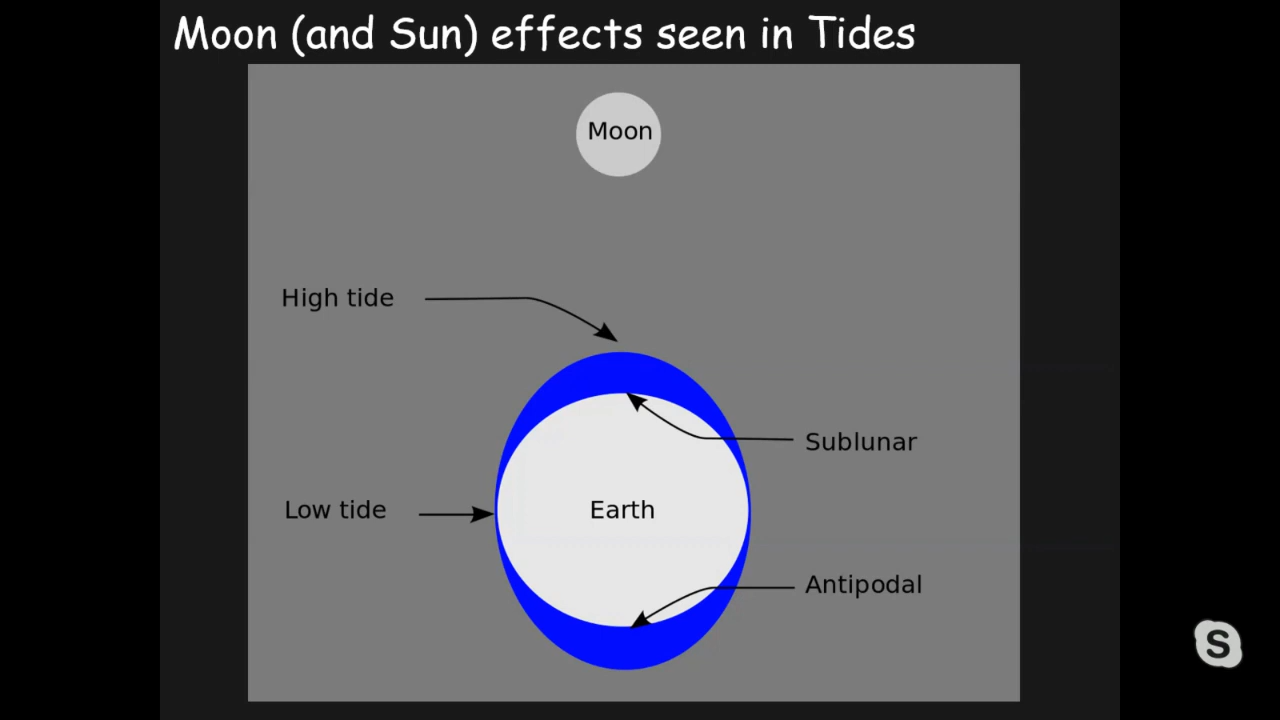 Moon (and Sun) effects seen in Tides
Moon
High tide
Sublunar
Low tide
Earth
Antipodal
S